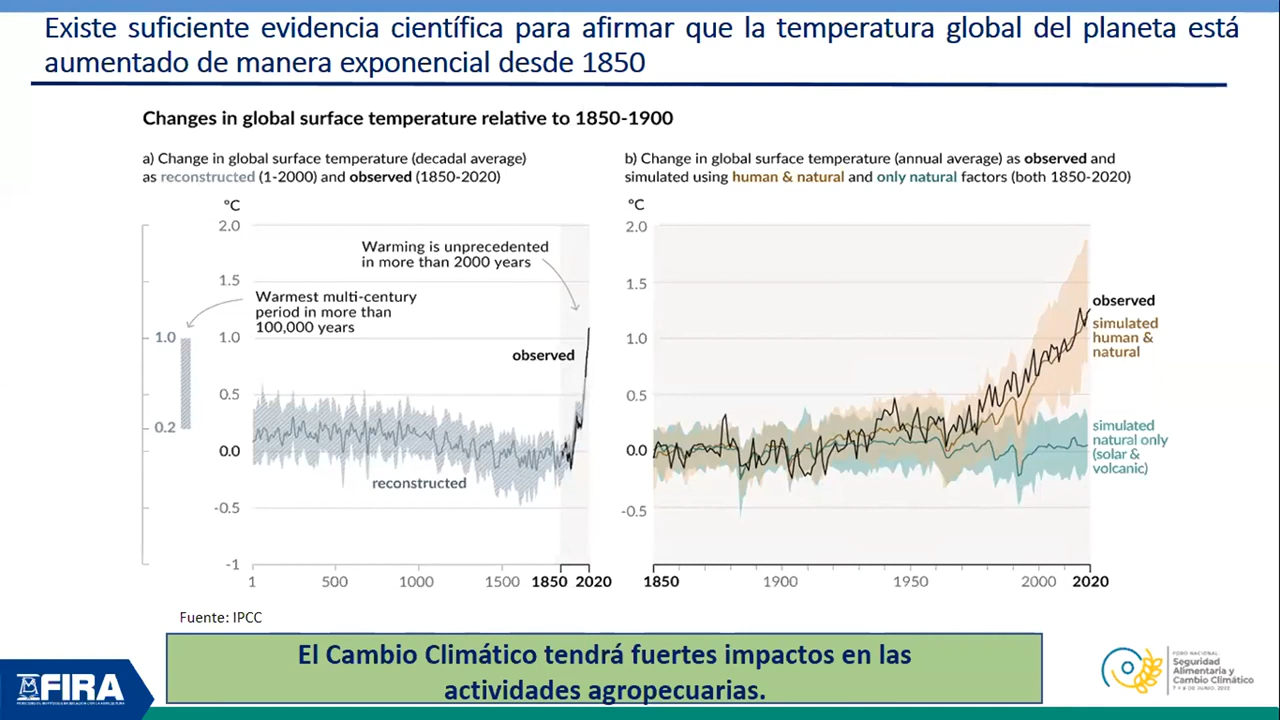 Existe suficiente evidencia científica para afirmar que la temperatura global del planeta está
aumentado de manera exponencial desde 1850
Changes in global surface temperature relative to 1850-1900
a) Change in global surface temperature (decadal average)
as reconstructed (1-2000) and observed (1850-2020)
b) Change in global surface temperature (annual average) as observed and
simulated using human & natural and only natural factors (both 1850-2020)
°C
2.0
1.5
1.0
0.5
0.0
-0.5
-1
1.0
0.2
Warming is unprecedented
in more than 2000 years
Warmest multi-century
period in more than
100,000 years
observed
reconstructed
1 500 1000 1500 1850 2020
°C
2.0
1.5
1.0
0.5
0.0
-0.5
observed
simulated
human &
natural
simulated
natural only
(solar &
volcanic)
1850 1900 1950 2000 2020
Fuente: IPCC
El Cambio Climático tendrá fuertes impactos en las
actividades agropecuarias.
FIRA
FORO NACIONAL
Seguridad
Alimentaria y
Cambio Climático